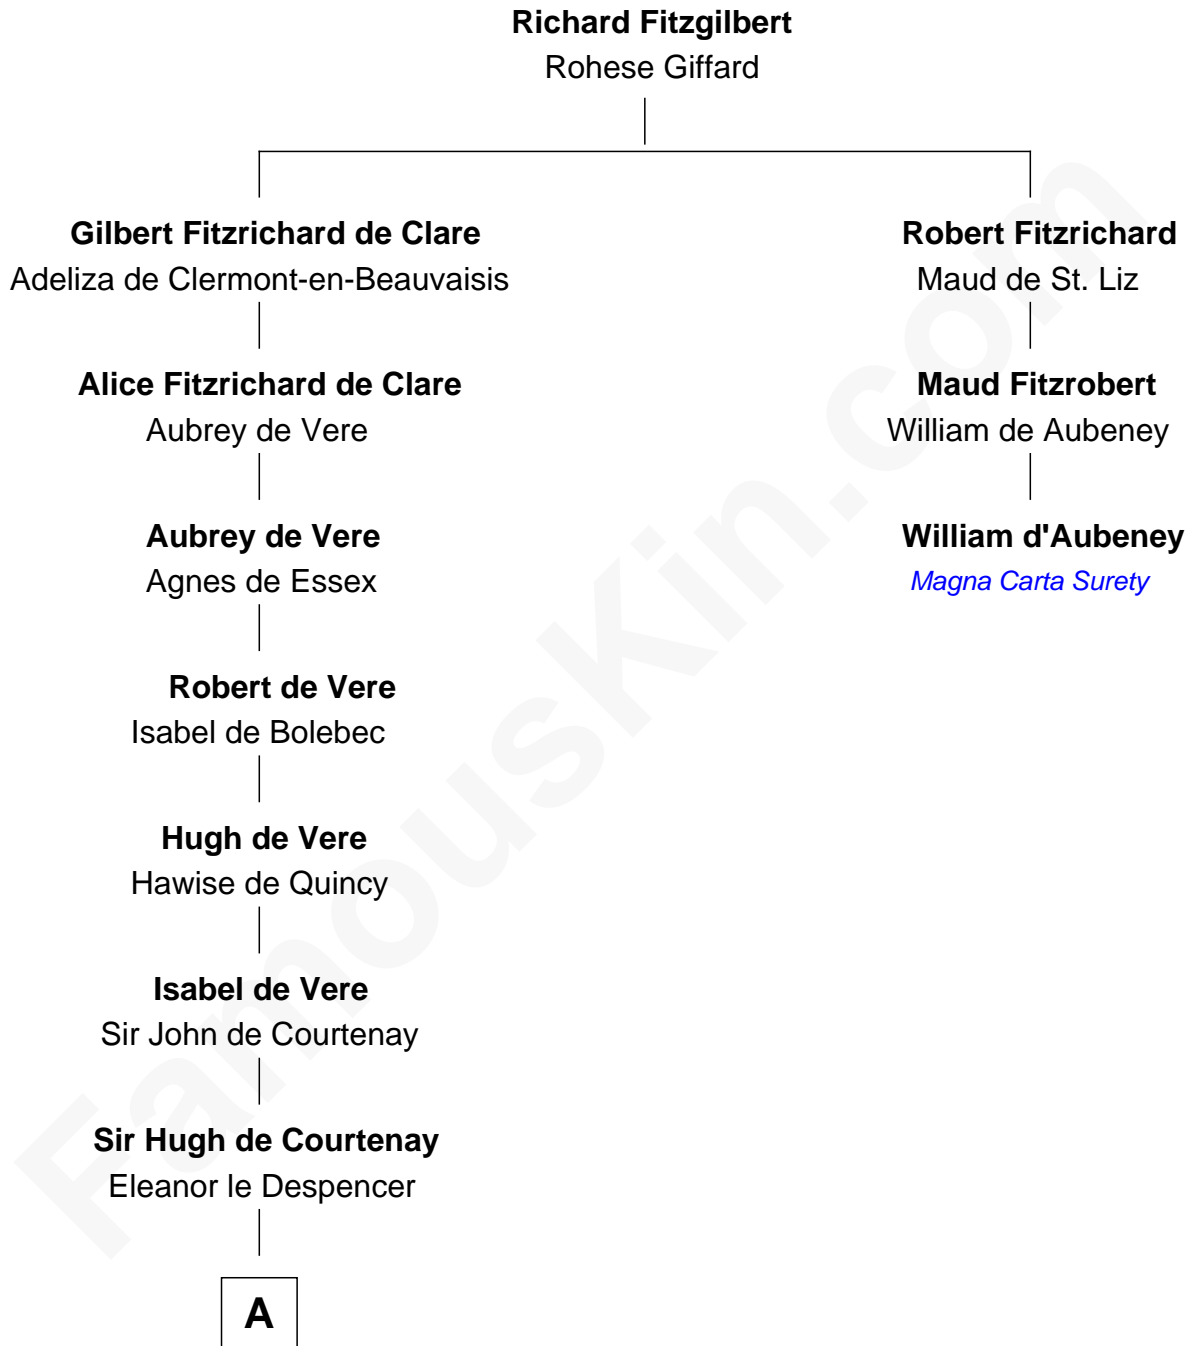 Richard Fitzgilbert
Rohese Giffard
Gilbert Fitzrichard de Clare
Adeliza de Clermont-en-Beauvaisis
Robert Fitzrichard
Maud de St. Liz
Alice Fitzrichard de Clare
Aubrey de Vere
Maud Fitzrobert
William de Aubeney
Aubrey de Vere
Agnes de Essex
William d'Aubeney
Magna Carta Surety
Robert de Vere
Isabel de Bolebec
Hugh de Vere
Hawise de Quincy
Isabel de Vere
Sir John de Courtenay
Sir Hugh de Courtenay
Eleanor le Despencer
A
FamousKin.com